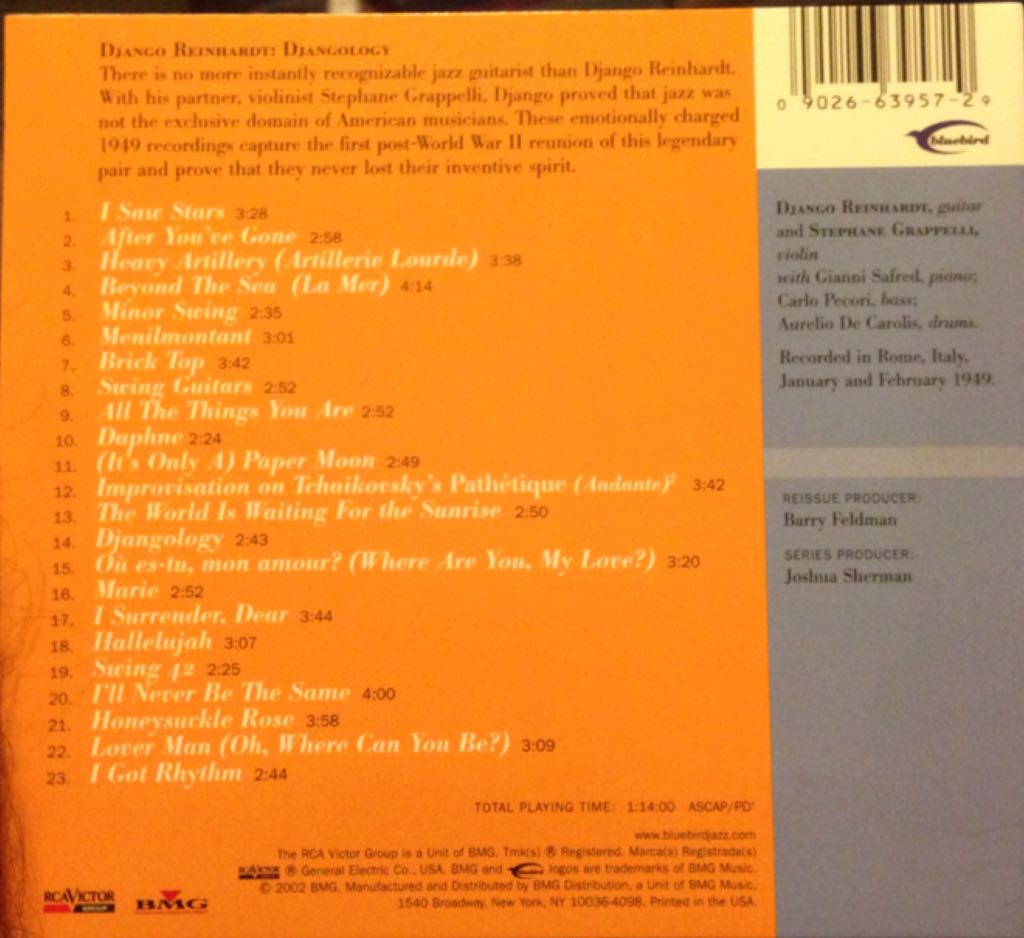 DJANGO REINHARDT: DJANGOLOGY
There is no more instantly recognizable jazz guitarist than Django Reinhardt.
With his partner, violinist Stephane Grappelli, Django proved that jazz was
not the exclusive domain of American musicians. These emotionally charged
1949 recordings capture the first post-World War II reunion of this legendary
pair and prove that they never lost their inventive spirit.
1. I Saw Stars 3:28
2. After You've Gone 2:58
3. Heavy Artillery (Artillerie Lourde) 3:38
4. Beyond The Sea (La Mer) 4:14
5. Minor Swing 2:35
6. Menilmontant 3:01
7. Brick Top 3:42
8. Swing Guitars 2:52
9. All The Things You Are 2:52
10. Daphne 2:24
11. (It's Only A) Paper Moon 2:49
12. Improvisation on Tchaikovsky's Pathétique (Andante)² 3:42
13. The World Is Waiting For the Sunrise 2:50
14. Djangology 2:43
15. Où es-tu, mon amour? (Where Are You, My Love?) 3:20
16. Marie 2:52
17. I Surrender, Dear 3:44
18. Hallelujah 3:07
19. Swing 42 2:25
20. I'll Never Be The Same 4:00
21. Honeysuckle Rose 3:58
22. Lover Man (Oh, Where Can You Be?) 3:09
23. I Got Rhythm 2:44
TOTAL PLAYING TIME: 1:14:00 ASCAP/PD'
www.bluebirdjazz.com
The RCA Victor Group is a Unit of BMG. Tmk(s) ® Registered. Marca(s) Registrada(s)
RCAVICTOR ® General Electric Co., USA. BMG and logos are trademarks of BMG Music.
© 2002 BMG. Manufactured and Distributed by BMG Distribution, a Unit of BMG Music,
1540 Broadway, New York, NY 10036-4098. Printed in the USA.
RCAVICTOR
GROUP
BMG
0 9026-63957-2 9
bluebird
DJANGO REINHARDT, guitar
and STEPHANE GRAPPELLI,
violin
with Gianni Safred, piano;
Carlo Pecori, bass;
Aurelio De Carolis, drums.
Recorded in Rome, Italy,
January and February 1949.
REISSUE PRODUCER:
Barry Feldman
SERIES PRODUCER:
Joshua Sherman